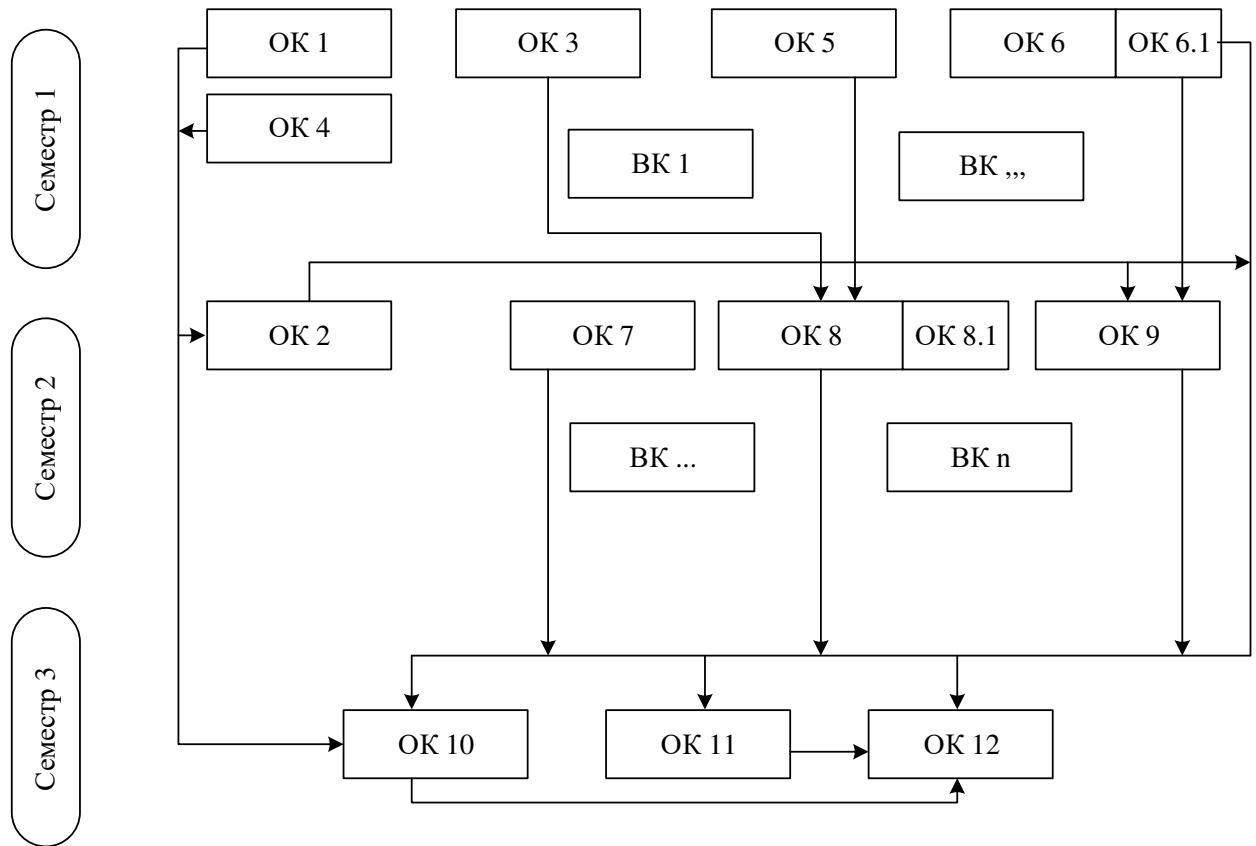 Семестр 1
ОК 1
ОК 3
ОК 5
ОК 6
ОК 6.1
ОК 4
ВК 1
ВК ,,,
Семестр 2
ОК 2
ОК 7
ОК 8
ОК 8.1
ОК 9
ВК ...
ВК n
Семестр 3
ОК 10
ОК 11
ОК 12